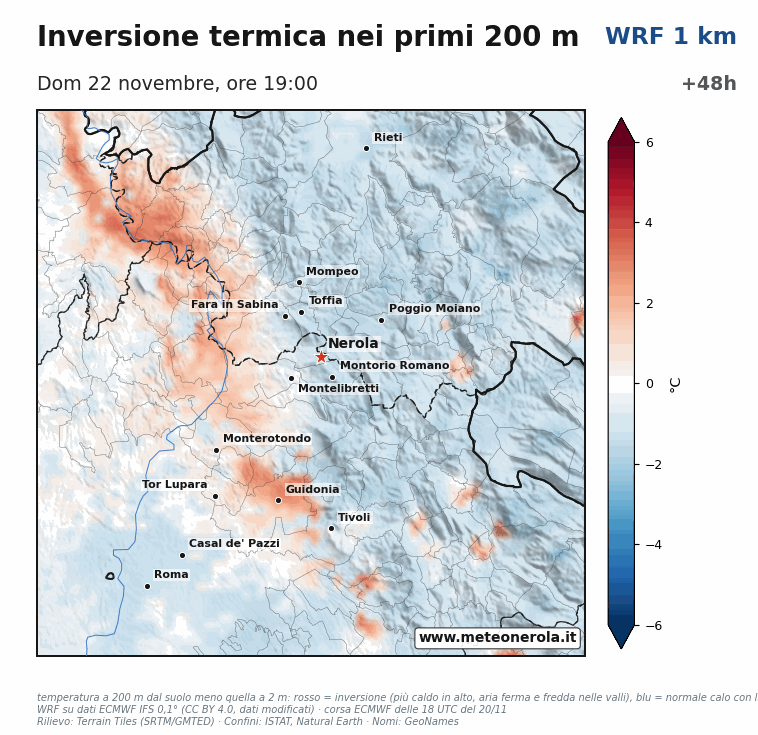 Inversione termica nei primi 200 m WRF 1 km
Dom 22 novembre, ore 19:00 +48h
Rieti
Mompeo
Toffia
Fara in Sabina
Poggio Moiano
Nerola
Montorio Romano
Montelibretti
Monterotondo
Tor Lupara
Guidonia
Tivoli
Casal de' Pazzi
Roma
www.meteonerola.it
6
4
2
0
−2
−4
−6
°C
temperatura a 200 m dal suolo meno quella a 2 m: rosso = inversione (più caldo in alto, aria ferma e fredda nelle valli), blu = normale calo con l
WRF su dati ECMWF IFS 0,1° (CC BY 4.0, dati modificati) · corsa ECMWF delle 18 UTC del 20/11
Rilievo: Terrain Tiles (SRTM/GMTED) · Confini: ISTAT, Natural Earth · Nomi: GeoNames